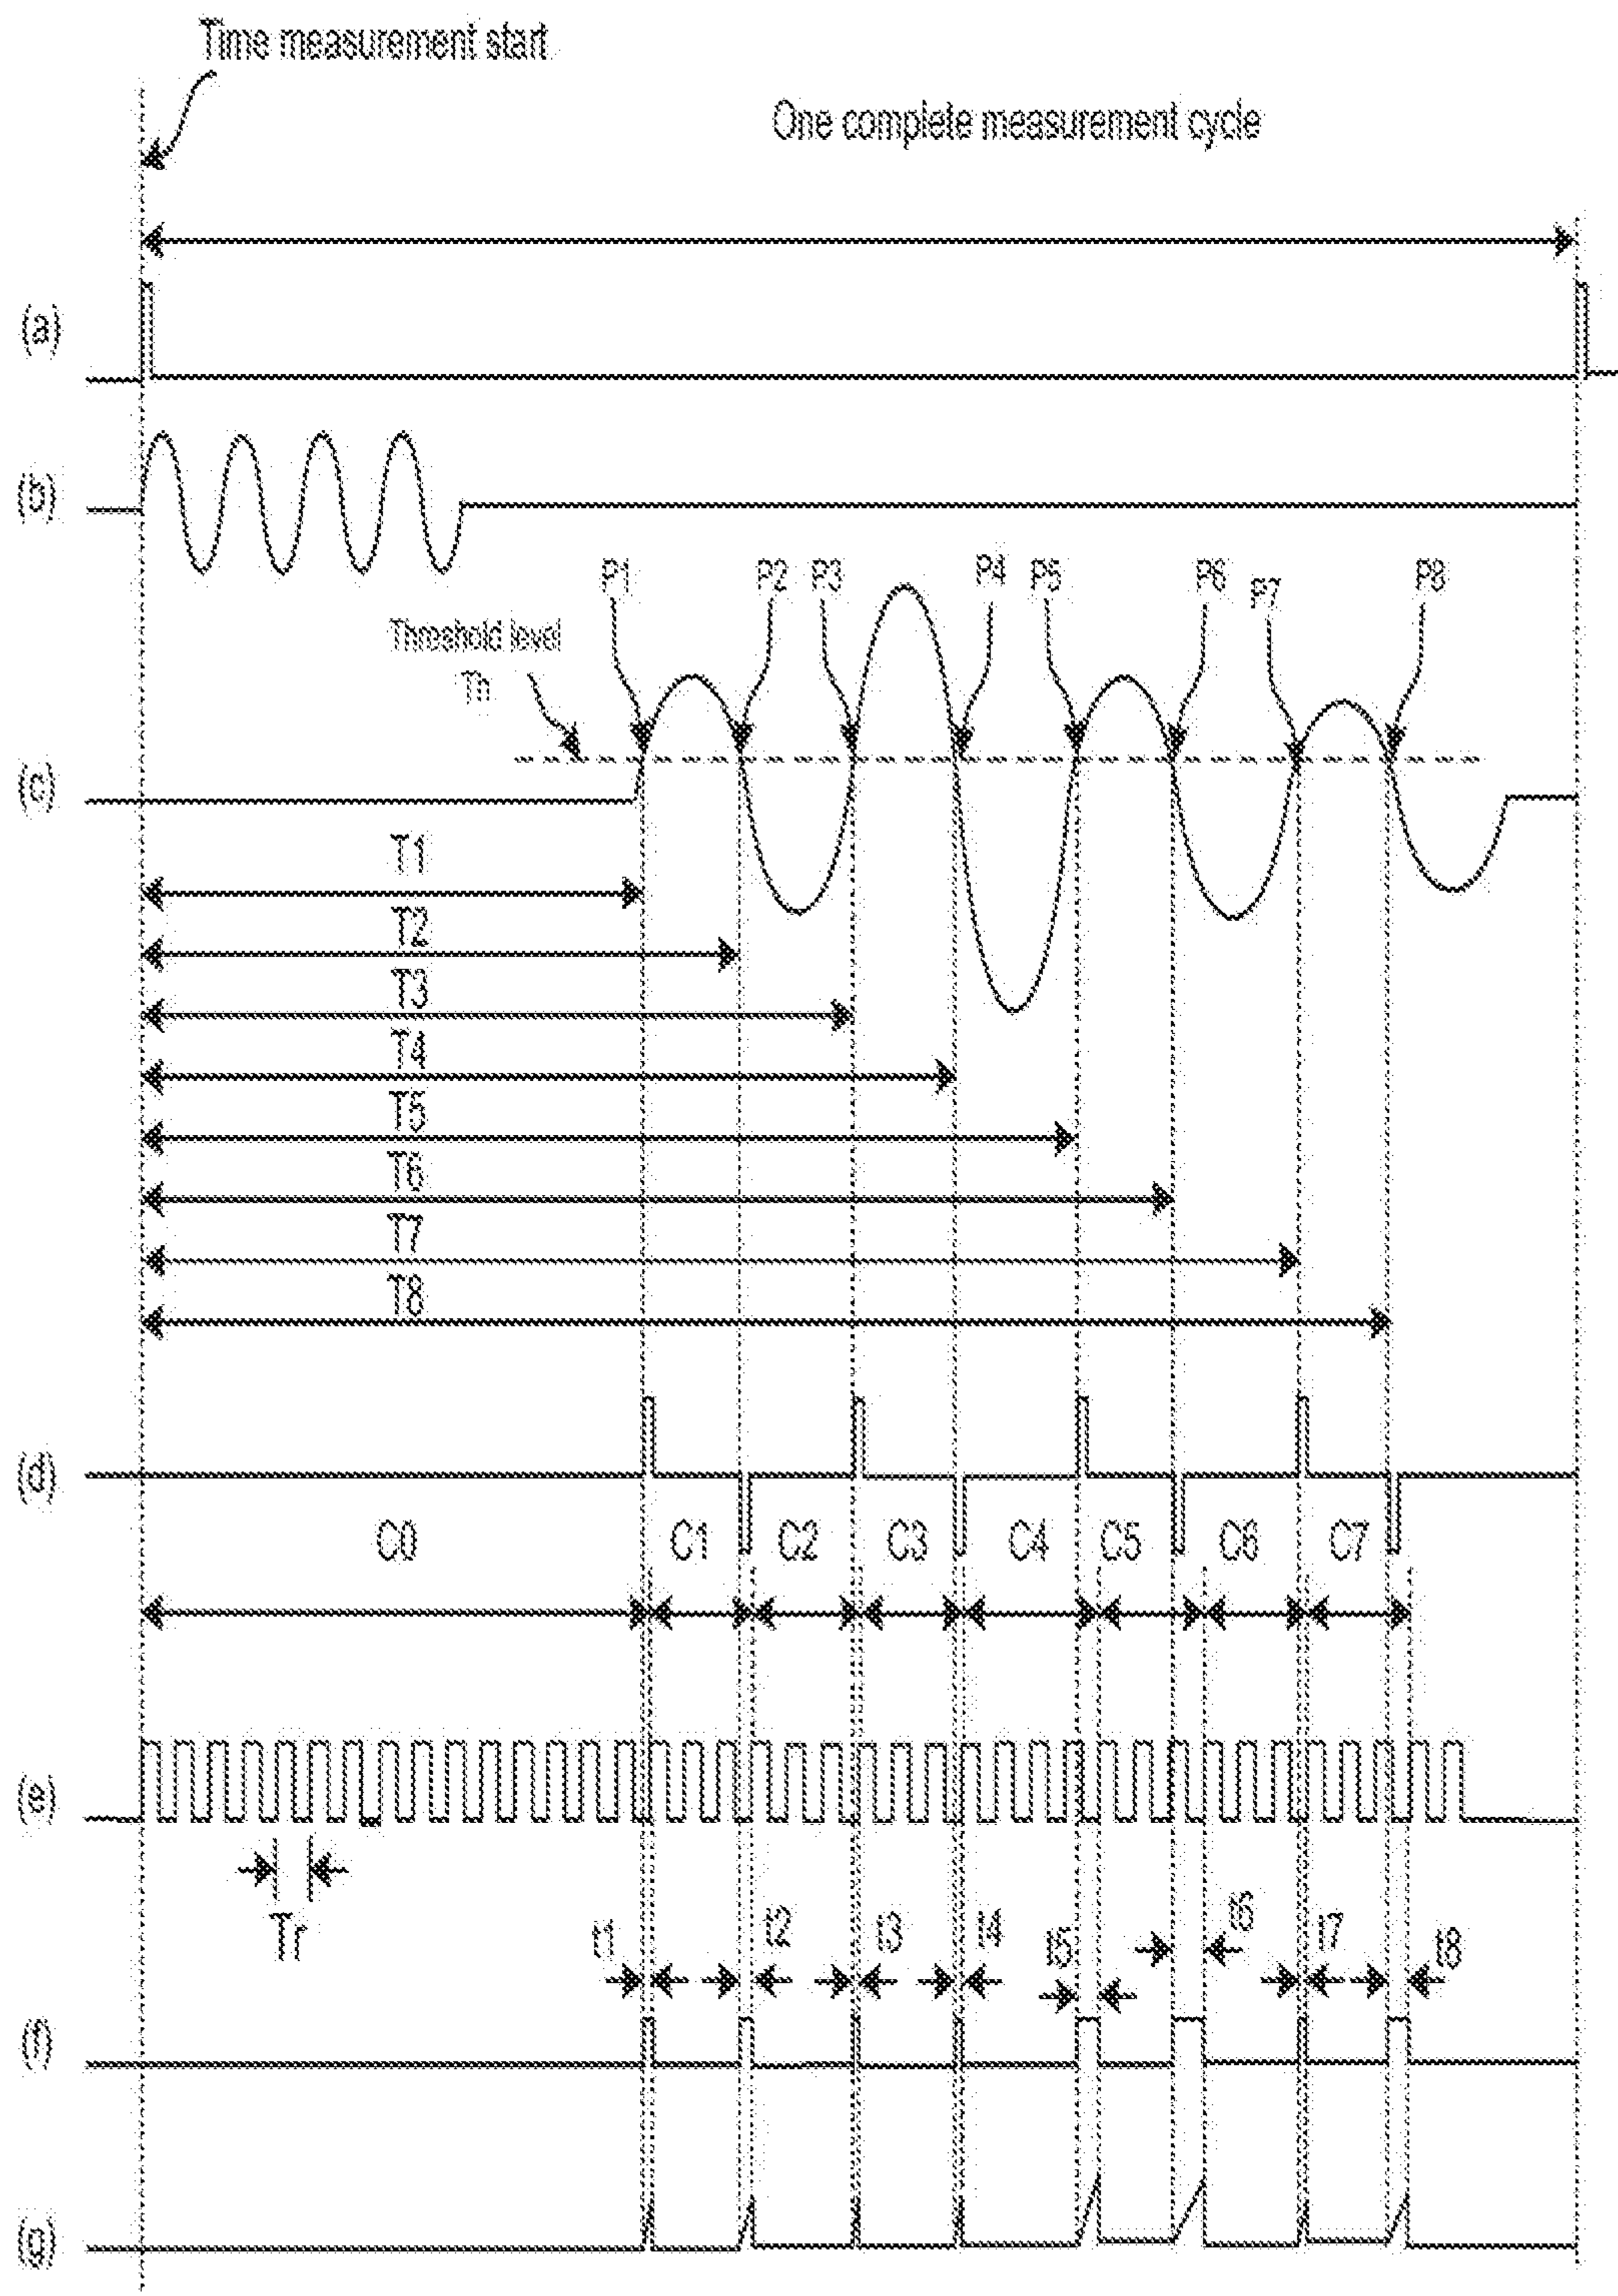 Time measurement start
One complete measurement cycle
(a)
(b)
P1 P2 P3 P4 P5 P6 P7 P8
Threshold level
Th
(c)
T1
T2
T3
T4
T5
T6
T7
T8
(d)
C0 C1 C2 C3 C4 C5 C6 C7
(e)
Tr
t1 t2 t3 t4 t5 t6 t7 t8
(f)
(g)